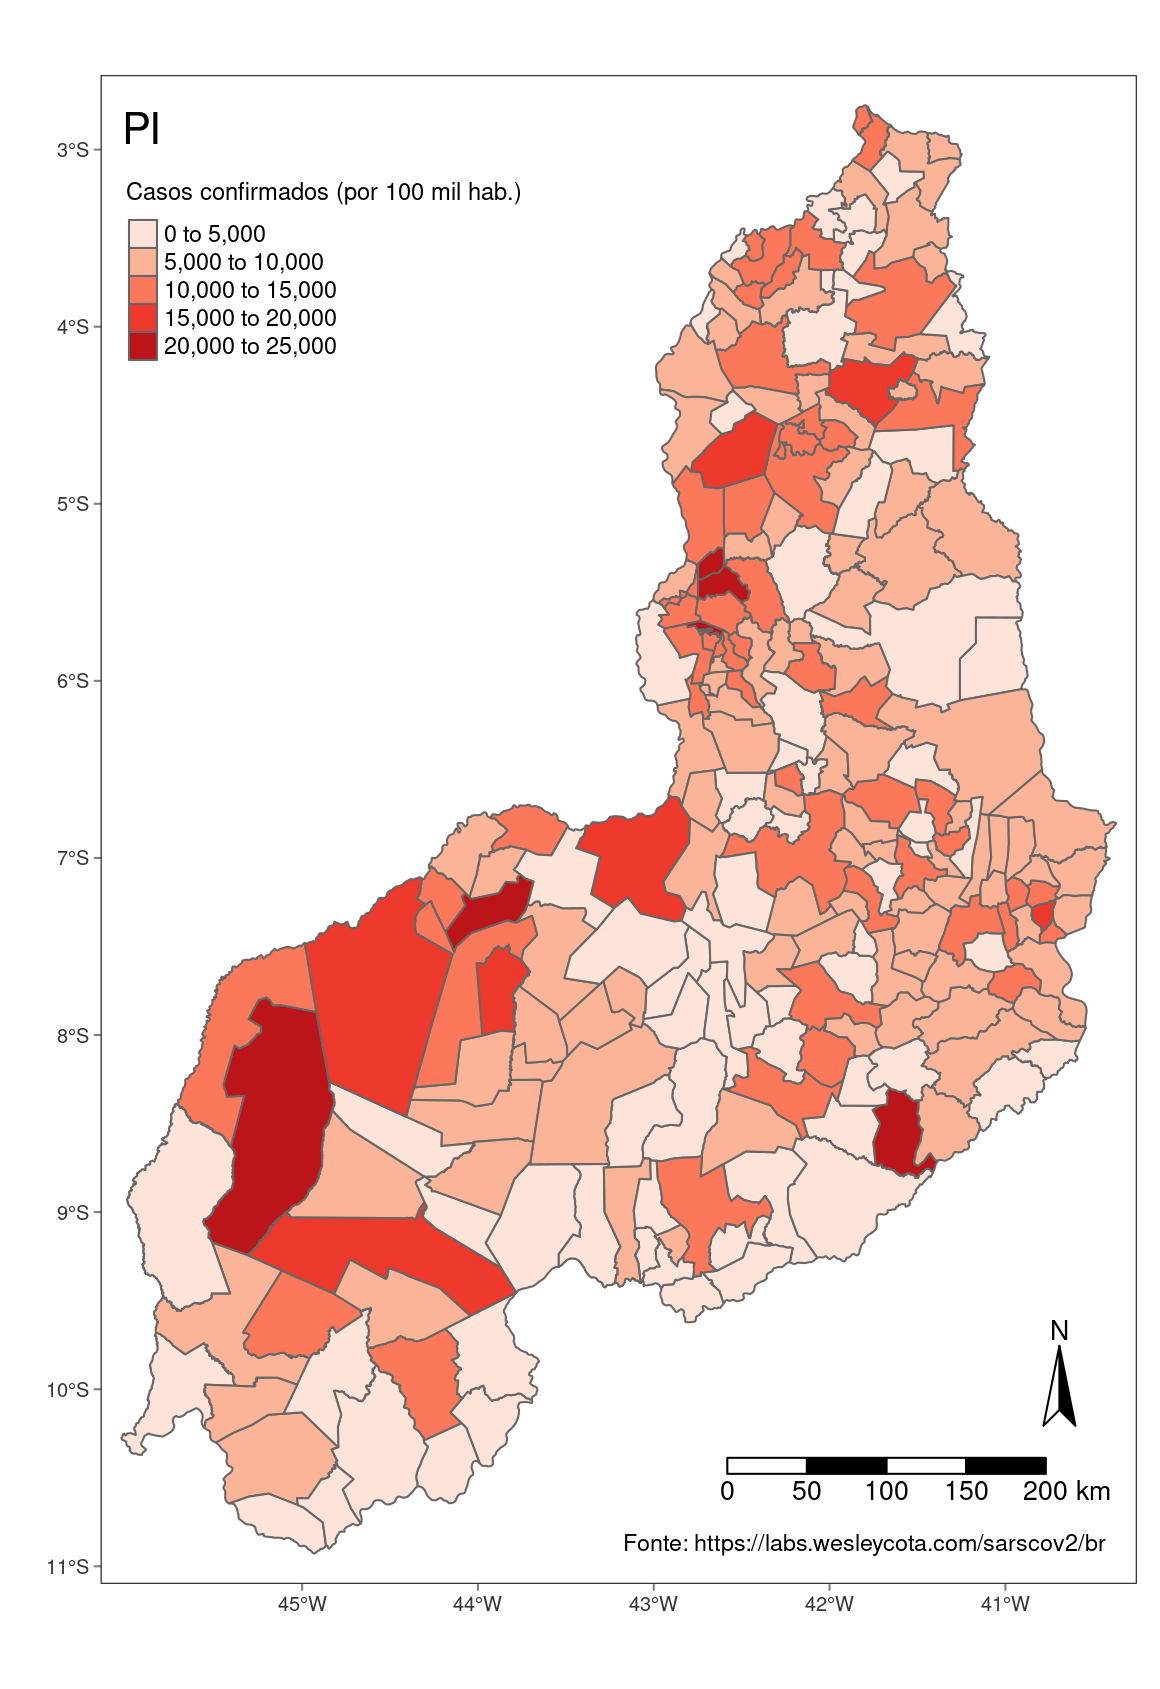 PI
Casos confirmados (por 100 mil hab.)
0 to 5,000
5,000 to 10,000
10,000 to 15,000
15,000 to 20,000
20,000 to 25,000
3°S
4°S
5°S
6°S
7°S
8°S
9°S
10°S
11°S
N
0 50 100 150 200 km
Fonte: https://labs.wesleycota.com/sarscov2/br
45°W 44°W 43°W 42°W 41°W